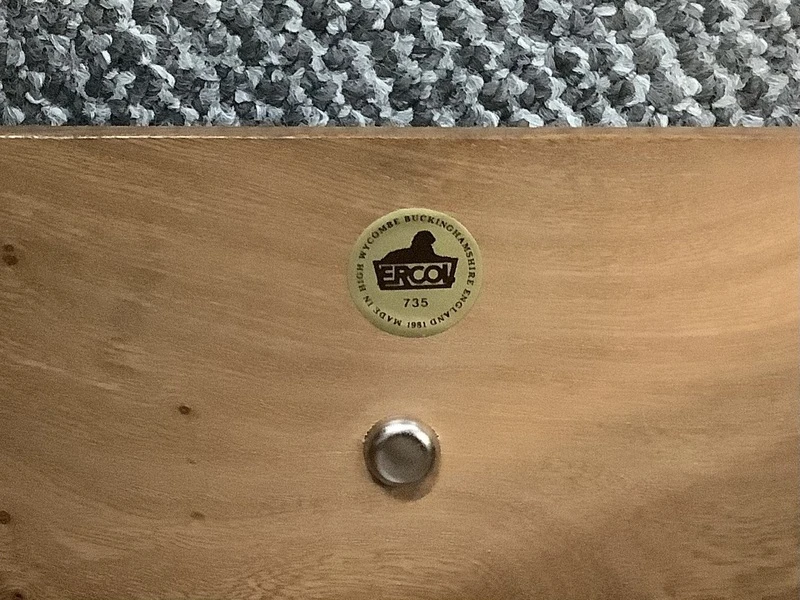 MADE IN HIGH WYCOMBE BUCKINGHAMSHIRE ENGLAND
ERCOL
735
1981